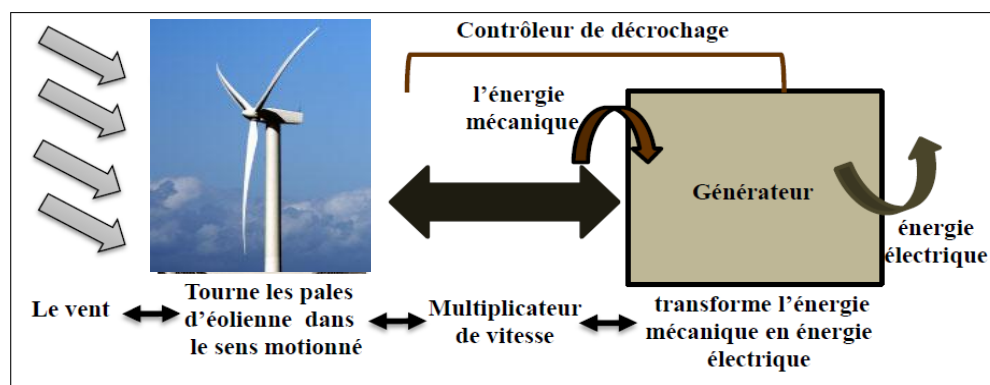 Contrôleur de décrochage
l'énergie
mécanique
Générateur
énergie
électrique
Le vent
Tourne les pales
d'éolienne dans
le sens motionné
Multiplicateur
de vitesse
transforme l'énergie
mécanique en énergie
électrique